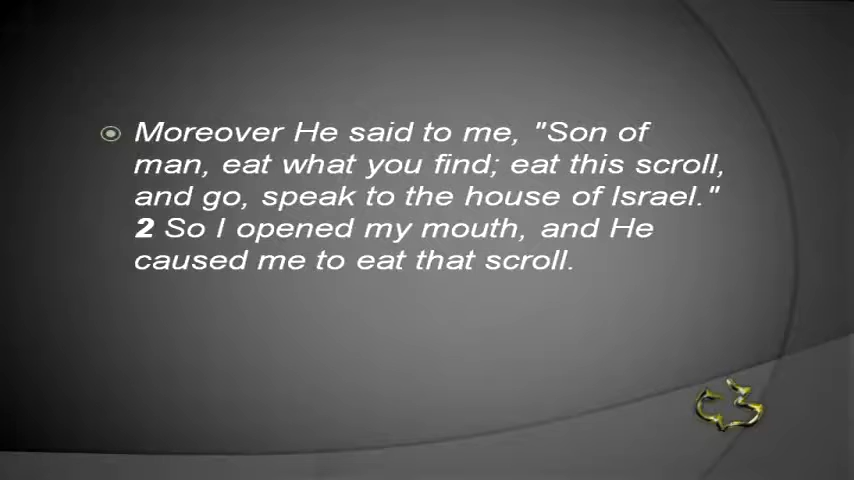 Moreover He said to me, "Son of
man, eat what you find; eat this scroll,
and go, speak to the house of Israel."
2 So I opened my mouth, and He
caused me to eat that scroll.